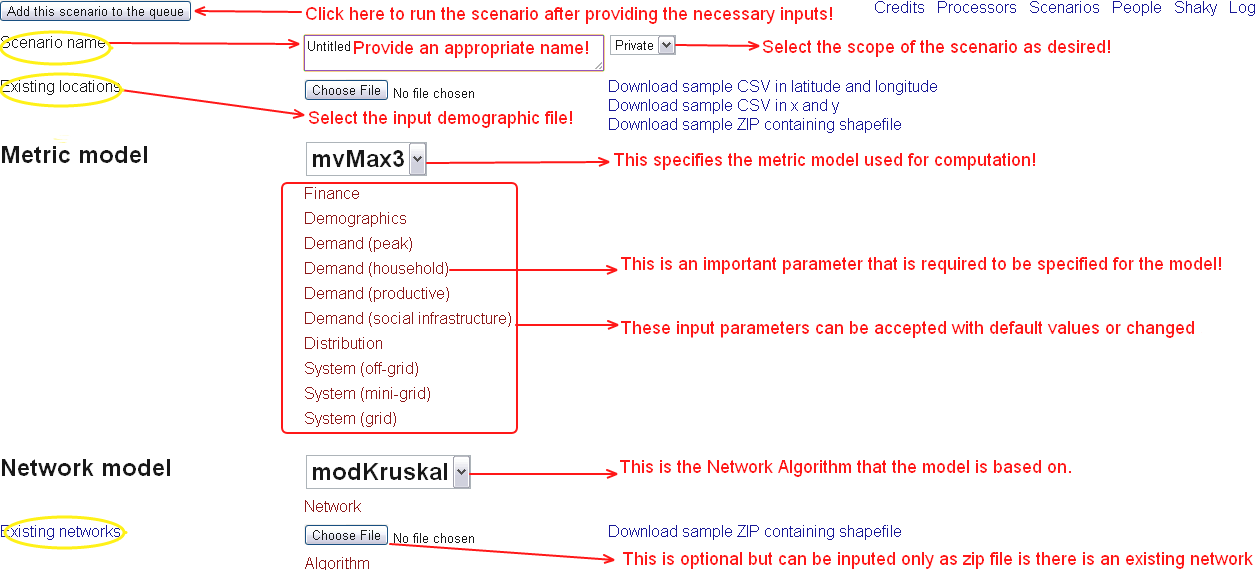 Add this scenario to the queue Click here to run the scenario after providing the necessary inputs! Credits Processors Scenarios People Shaky Log
Scenario name Untitled Provide an appropriate name! Private Select the scope of the scenario as desired!
Existing locations Choose File No file chosen Download sample CSV in latitude and longitude
Download sample CSV in x and y
Select the input demographic file! Download sample ZIP containing shapefile
Metric model mvMax3 This specifies the metric model used for computation!
Finance
Demographics
Demand (peak)
Demand (household) This is an important parameter that is required to be specified for the model!
Demand (productive)
Demand (social infrastructure) These input parameters can be accepted with default values or changed
Distribution
System (off-grid)
System (mini-grid)
System (grid)
Network model modKruskal This is the Network Algorithm that the model is based on.
Network
Existing networks Choose File No file chosen Download sample ZIP containing shapefile
Algorithm This is optional but can be inputed only as zip file is there is an existing network